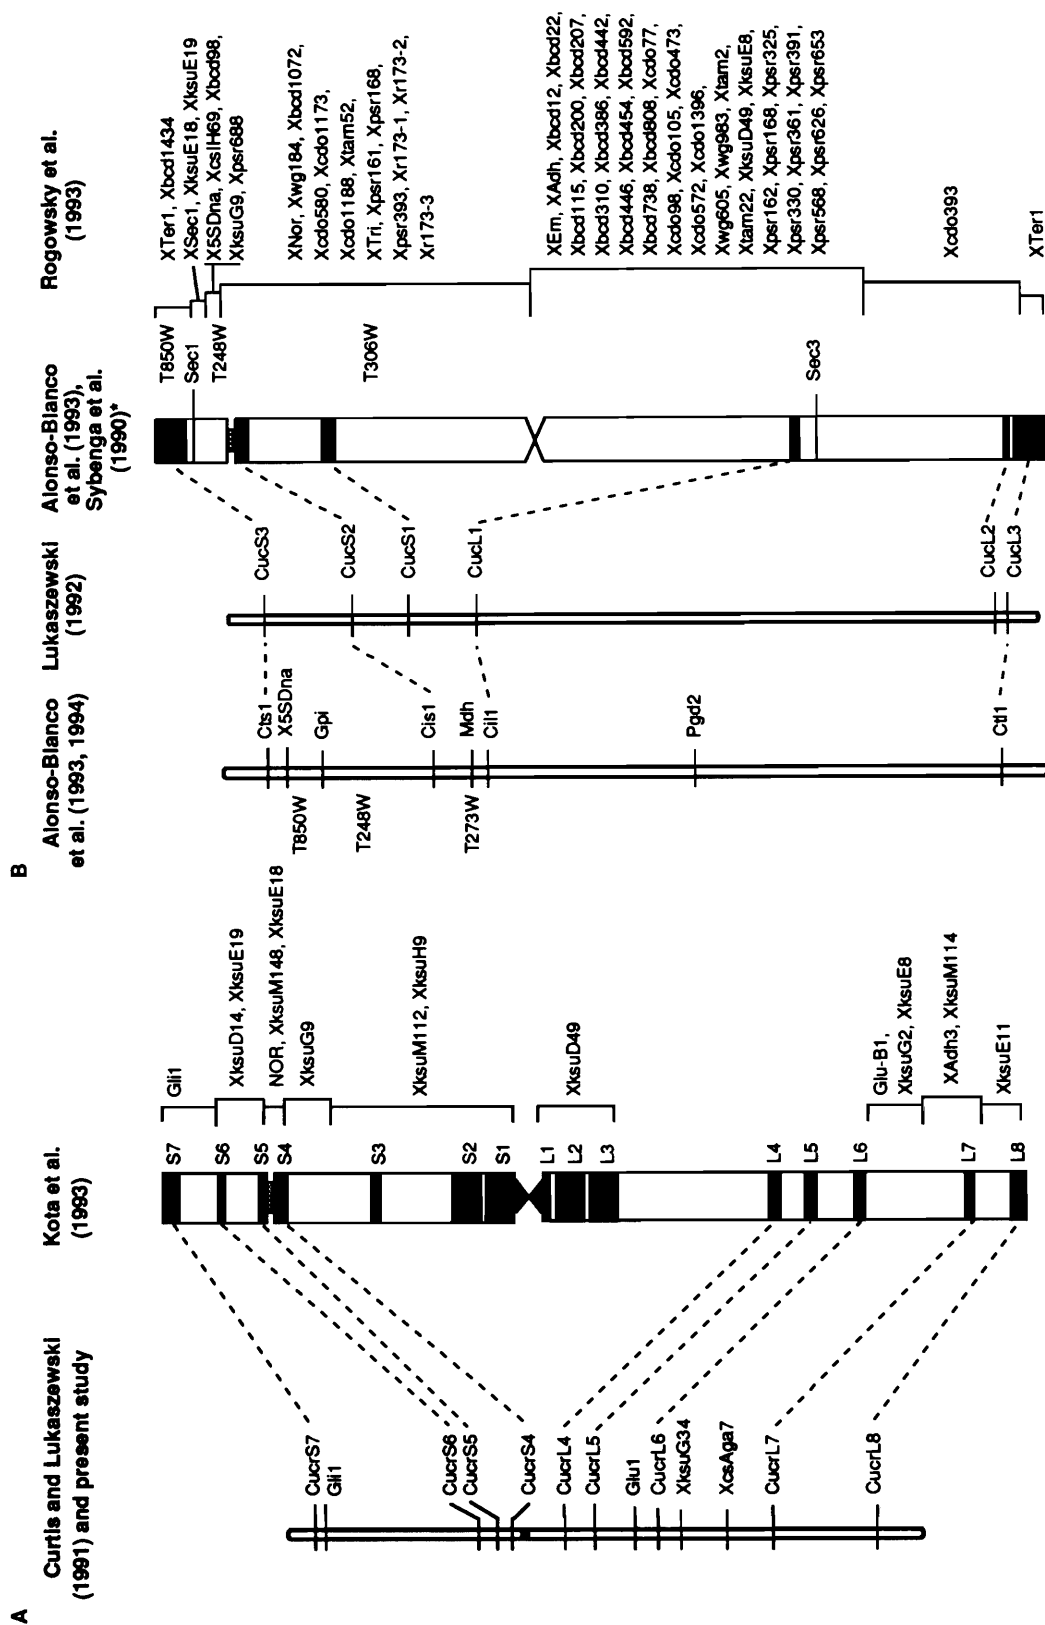 A
Curtis and Lukaszewski
(1991) and present study
Kota et al.
(1993)
CucrS7
Gli1
CucrS6
CucrS5
CucrS4
CucrL4
CucrL5
Glu1
CucrL6
XksuG34
XcsAga7
CucrL7
CucrL8
S7
S6
S5
S4
S3
S2
S1
L1
L2
L3
L4
L5
L6
L7
L8
Gli1
XksuD14, XksuE19
NOR, XksuM148, XksuE18
XksuG9
XksuM112, XksuH9
XksuD49
Glu-B1,
XksuG2, XksuE8
XAdh3, XksuM114
XksuE11
B
Alonso-Blanco
et al. (1993, 1994)
Lukaszewski
(1992)
Alonso-Blanco
et al. (1993),
Sybenga et al.
(1990)*
Rogowsky et al.
(1993)
T850W
T248W
T273W
Cts1
X5SDna
Gpi
Cis1
Mdh
Cil1
Pgd2
Ctl1
CucS3
CucS2
CucS1
CucL1
CucL2
CucL3
T850W
Sec1
T248W
T306W
Sec3
XTer1, Xbcd1434
XSec1, XksuE18, XksuE19
X5SDna, XcslH69, Xbcd98,
XksuG9, Xpsr688
XNor, Xwg184, Xbcd1072,
Xcdo580, Xcdo1173,
Xcdo1188, Xtam52,
XTri, Xpsr161, Xpsr168,
Xpsr393, Xr173-1, Xr173-2,
Xr173-3
XEm, XAdh, Xbcd12, Xbcd22,
Xbcd115, Xbcd200, Xbcd207,
Xbcd310, Xbcd386, Xbcd442,
Xbcd446, Xbcd454, Xbcd592,
Xbcd738, Xbcd808, Xcdo77,
Xcdo98, Xcdo105, Xcdo473,
Xcdo572, Xcdo1396,
Xwg605, Xwg983, Xtam2,
Xtam22, XksuD49, XksuE8,
Xpsr162, Xpsr168, Xpsr325,
Xpsr330, Xpsr361, Xpsr391,
Xpsr568, Xpsr626, Xpsr653
Xcdo393
XTer1